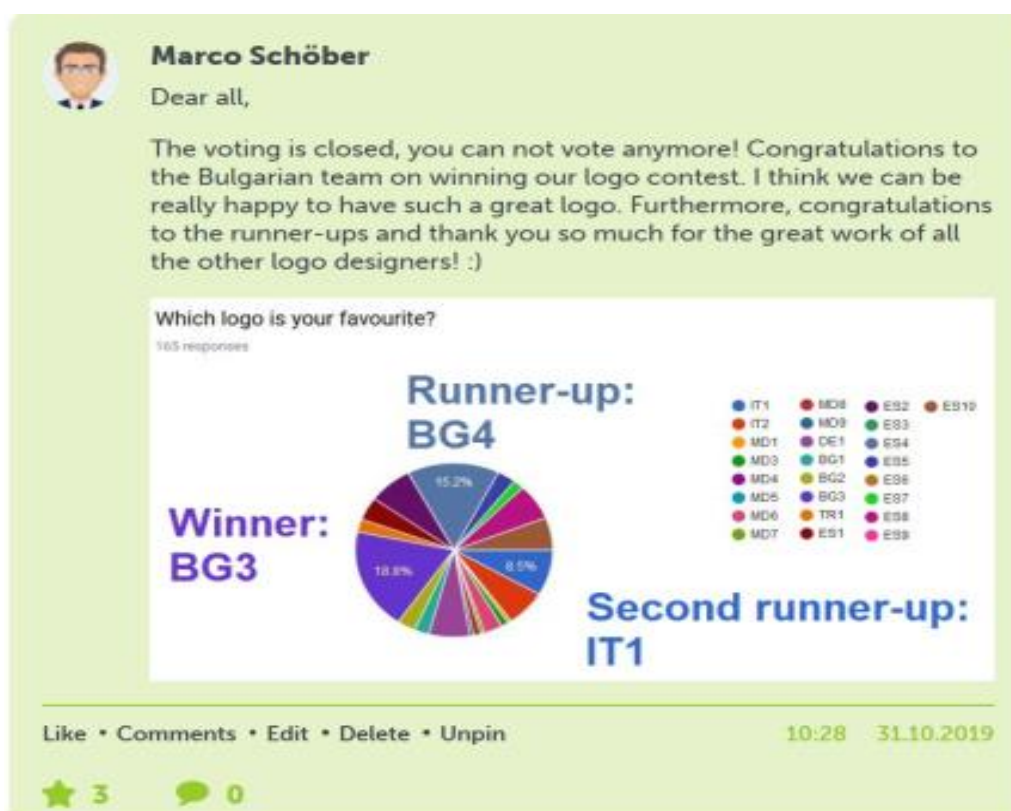 Marco Schöber
Dear all,
The voting is closed, you can not vote anymore! Congratulations to
the Bulgarian team on winning our logo contest. I think we can be
really happy to have such a great logo. Furthermore, congratulations
to the runner-ups and thank you so much for the great work of all
the other logo designers! :)
Which logo is your favourite?
165 responses
Runner-up:
BG4
Winner:
BG3
15.2%
18.8%
8.5%
Second runner-up:
IT1
IT1
IT2
MD1
MD3
MD4
MD5
MD6
MD7
MD8
MD9
DE1
BG1
BG2
BG3
TR1
ES1
ES2
ES3
ES4
ES5
ES6
ES7
ES8
ES9
ES10
Like • Comments • Edit • Delete • Unpin
10:28 31.10.2019
3
0